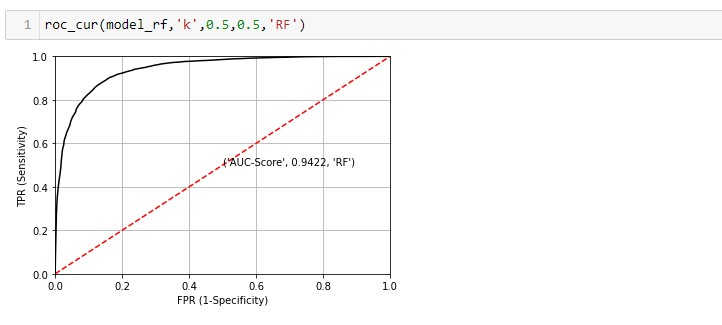 1 roc_cur(model_rf,'k',0.5,0.5,'RF')
1.0
0.8
0.6
0.4
0.2
0.0
TPR (Sensitivity)
('AUC-Score', 0.9422, 'RF')
0.0 0.2 0.4 0.6 0.8 1.0
FPR (1-Specificity)